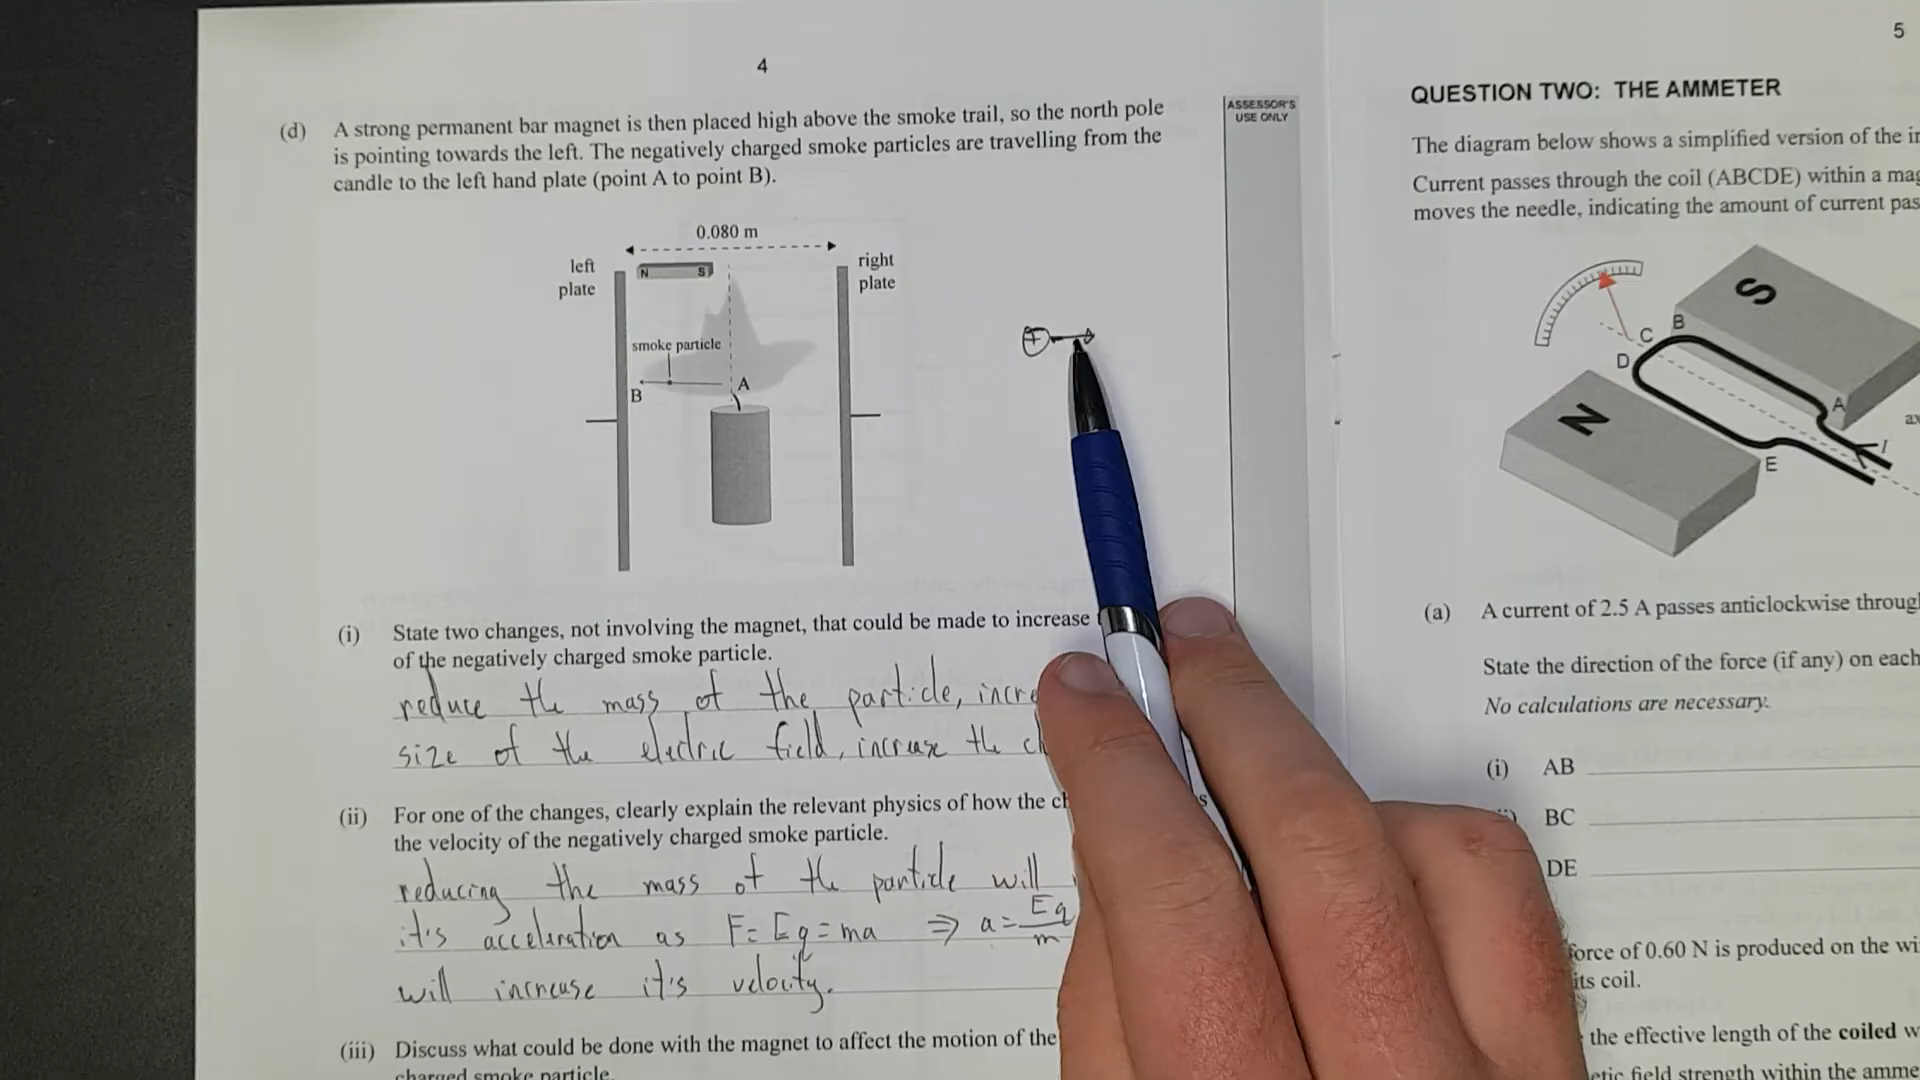 4
(d) A strong permanent bar magnet is then placed high above the smoke trail, so the north pole
is pointing towards the left. The negatively charged smoke particles are travelling from the
candle to the left hand plate (point A to point B).
0.080 m
left
plate
N S
right
plate
smoke particle
A
B
+
(i) State two changes, not involving the magnet, that could be made to increase
of the negatively charged smoke particle.
reduce the mass of the particle,
size of the electric field, increase the
(ii) For one of the changes, clearly explain the relevant physics of how the
the velocity of the negatively charged smoke particle.
reducing the mass of the particle will
it's acceleration as F= Eq = ma ⇒ a = Eq/m
will increase it's velocity.
(iii) Discuss what could be done with the magnet to affect the motion of the
charged smoke particle.
ASSESSOR'S
USE ONLY
5
QUESTION TWO: THE AMMETER
The diagram below shows a simplified version of the
Current passes through the coil (ABCDE) within a
moves the needle, indicating the amount of current
S
B
C
D
A
N
I
E
(a) A current of 2.5 A passes anticlockwise
State the direction of the force (if any) on each
No calculations are necessary.
(i) AB
BC
DE
force of 0.60 N is produced on the
its coil.
the effective length of the coiled
field strength within the